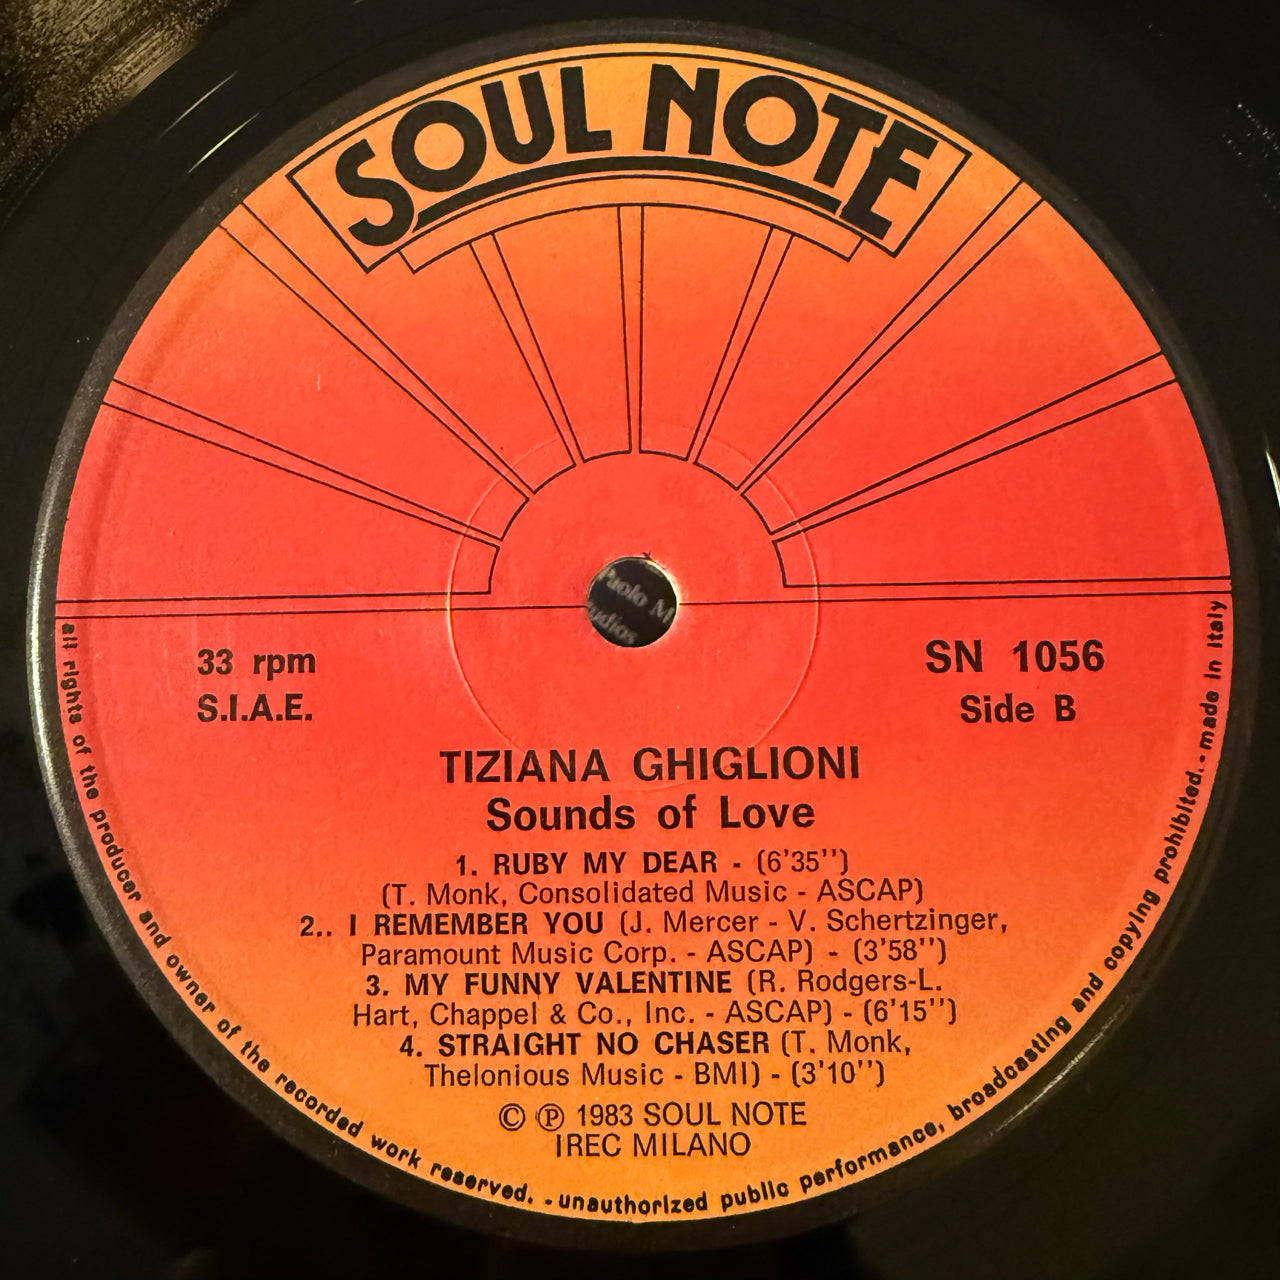 SOUL NOTE
33 rpm
S.I.A.E.
SN 1056
Side B
TIZIANA GHIGLIONI
Sounds of Love
1. RUBY MY DEAR - (6'35'')
(T. Monk, Consolidated Music - ASCAP)
2.. I REMEMBER YOU (J. Mercer - V. Schertzinger,
Paramount Music Corp. - ASCAP) - (3'58'')
3. MY FUNNY VALENTINE (R. Rodgers-L.
Hart, Chappel & Co., Inc. - ASCAP) - (6'15'')
4. STRAIGHT NO CHASER (T. Monk,
Thelonious Music - BMI) - (3'10'')
© ℗ 1983 SOUL NOTE
IREC MILANO
all rights of the producer and owner of the recorded work reserved. - unauthorized public performance, broadcasting and copying prohibited. - made in Italy